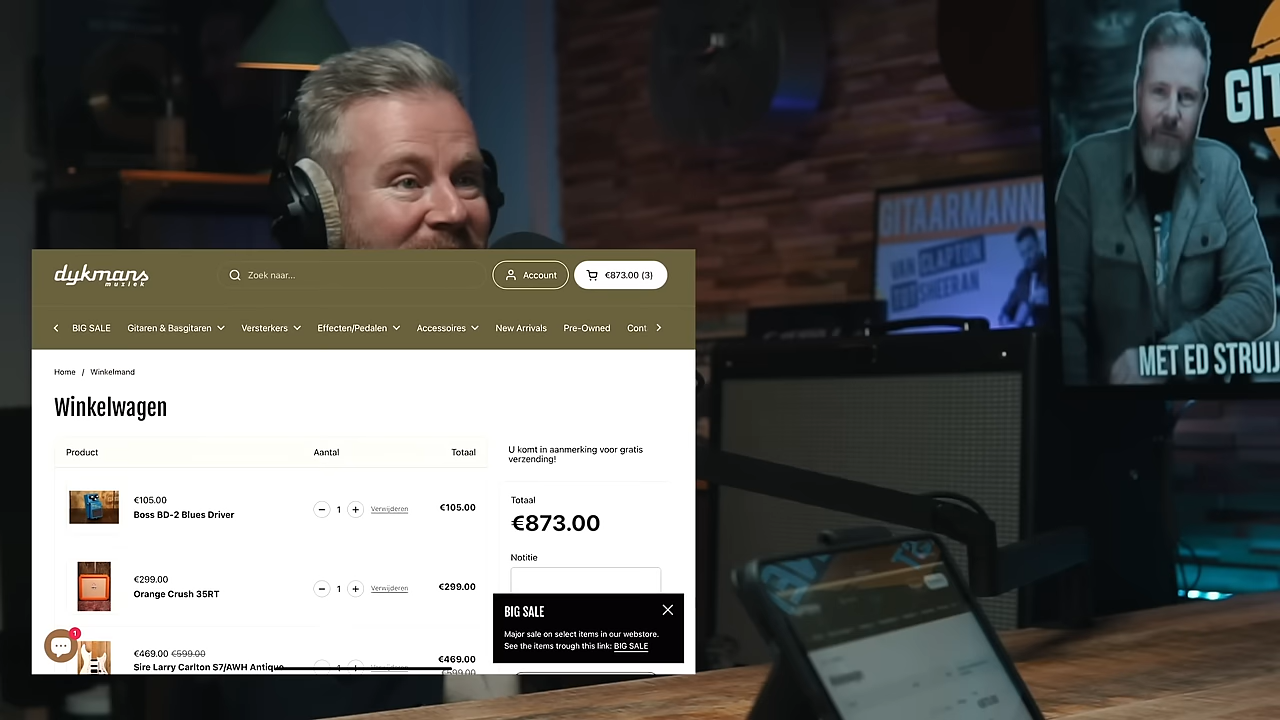 GIT
GITAARMANN
VAN CLAPTON
TOT SHEERAN
MET ED STRUIJ
dykmans
muziek
Zoek naar...
Account
€873.00 (3)
BIG SALE
Gitaren & Basgitaren
Versterkers
Effecten/Pedalen
Accessoires
New Arrivals
Pre-Owned
Cont
Home / Winkelmand
Winkelwagen
Product
Aantal
Totaal
€105.00
Boss BD-2 Blues Driver
1
Verwijderen
€105.00
€299.00
Orange Crush 35RT
1
Verwijderen
€299.00
1
€469.00 €599.00
Sire Larry Carlton S7/AWH Antique
1
Verwijderen
€469.00
€599.00
U komt in aanmerking voor gratis
verzending!
Totaal
€873.00
Notitie
BIG SALE
Major sale on select items in our webstore.
See the items trough this link: BIG SALE